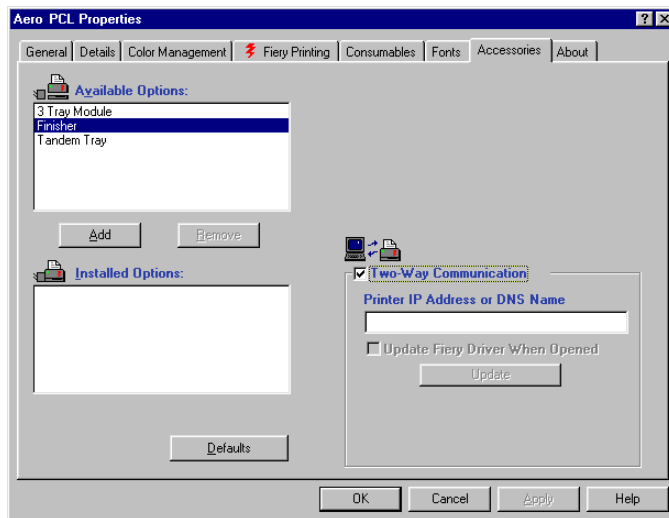 Aero PCL Properties
General Details Color Management Fiery Printing Consumables Fonts Accessories About
Available Options:
3 Tray Module
Finisher
Tandem Tray
Add Remove
Installed Options:
Two-Way Communication
Printer IP Address or DNS Name
Update Fiery Driver When Opened
Update
Defaults
OK Cancel Apply Help